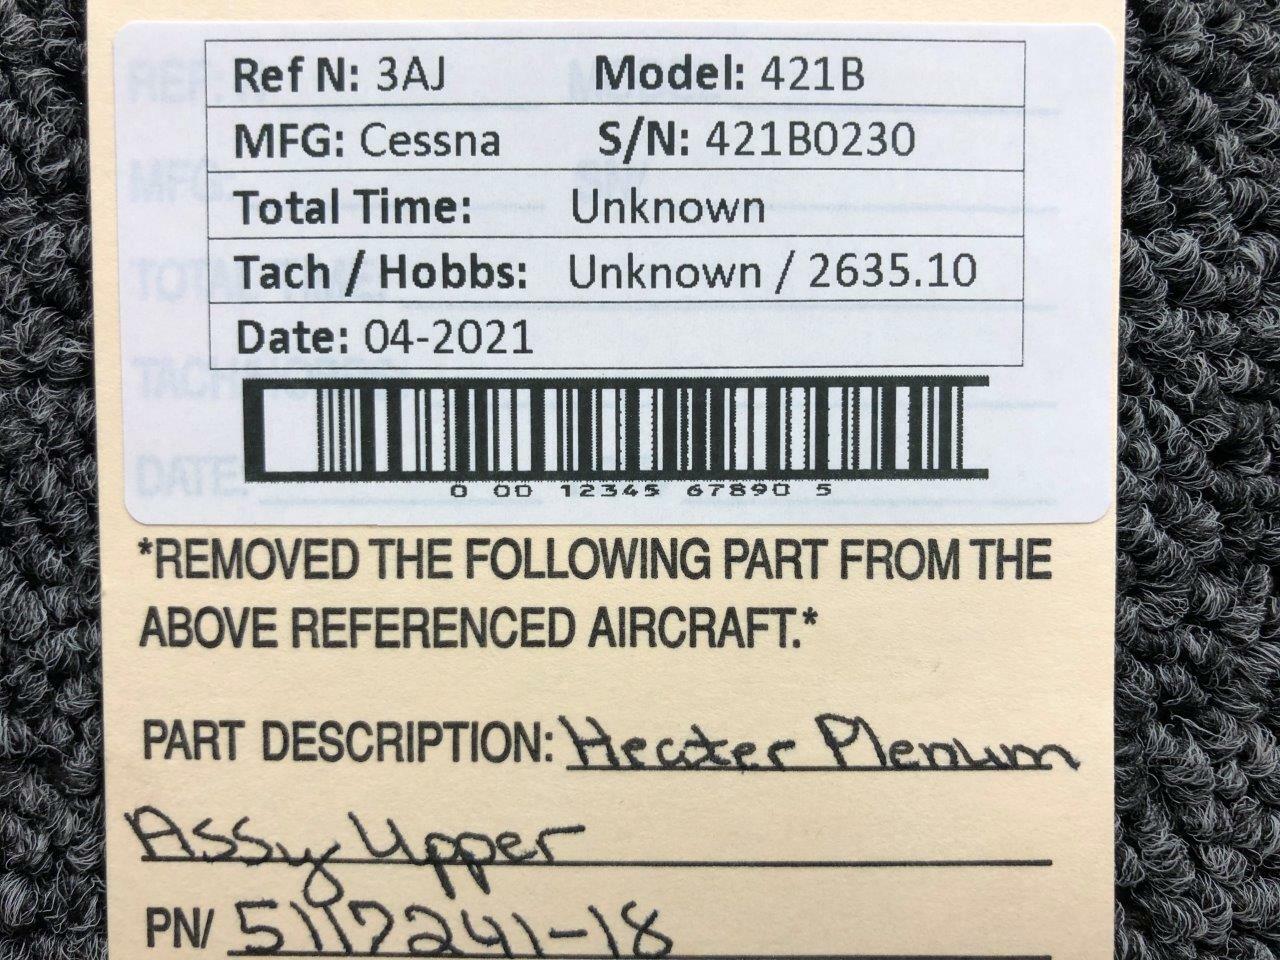 Ref N: 3AJ Model: 421B
MFG: Cessna S/N: 421B0230
Total Time: Unknown
Tach / Hobbs: Unknown / 2635.10
Date: 04-2021
0 00 12345 67890 5
*REMOVED THE FOLLOWING PART FROM THE
ABOVE REFERENCED AIRCRAFT.*
PART DESCRIPTION: Heater Plenum
Assy Upper
PN/ 5117241-18